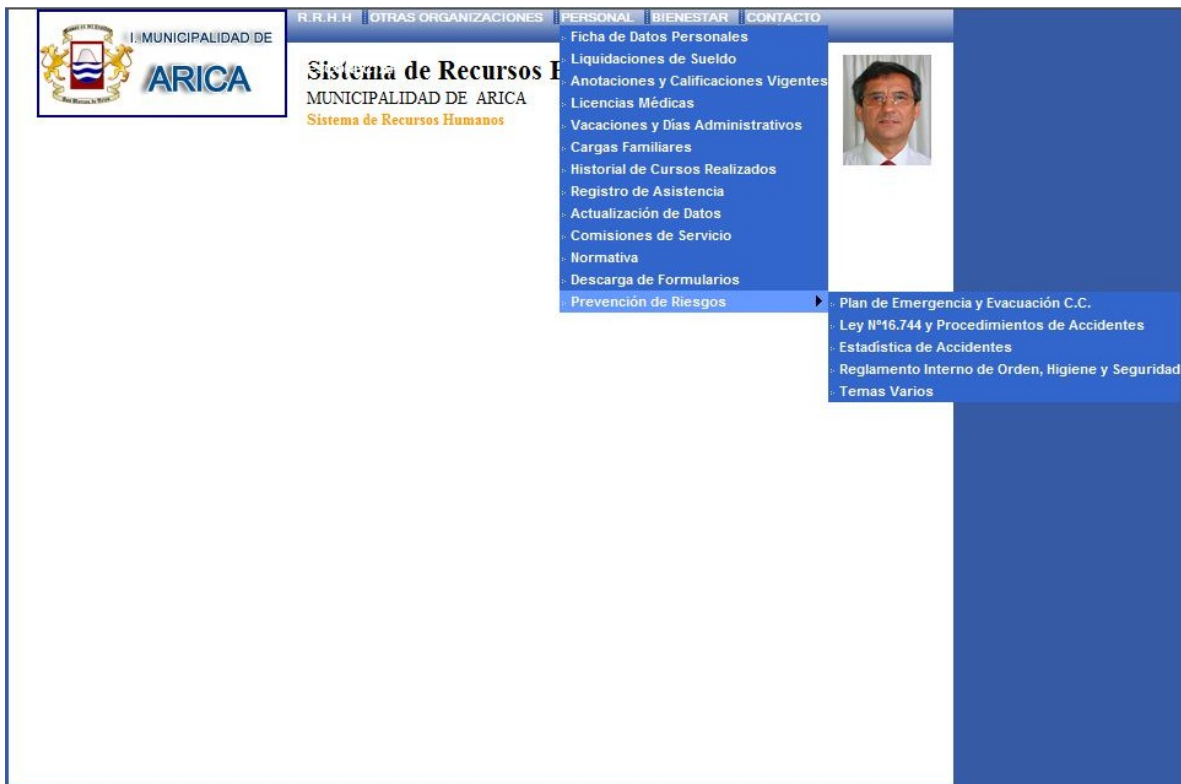 I. MUNICIPALIDAD DE
ARICA
R.R.H.H OTRAS ORGANIZACIONES PERSONAL BIENESTAR CONTACTO
Sistema de Recursos
MUNICIPALIDAD DE ARICA
Sistema de Recursos Humanos
Ficha de Datos Personales
Liquidaciones de Sueldo
Anotaciones y Calificaciones Vigentes
Licencias Médicas
Vacaciones y Días Administrativos
Cargas Familiares
Historial de Cursos Realizados
Registro de Asistencia
Actualización de Datos
Comisiones de Servicio
Normativa
Descarga de Formularios
Prevención de Riesgos
Plan de Emergencia y Evacuación C.C.
Ley Nº16.744 y Procedimientos de Accidentes
Estadística de Accidentes
Reglamento Interno de Orden, Higiene y Seguridad
Temas Varios